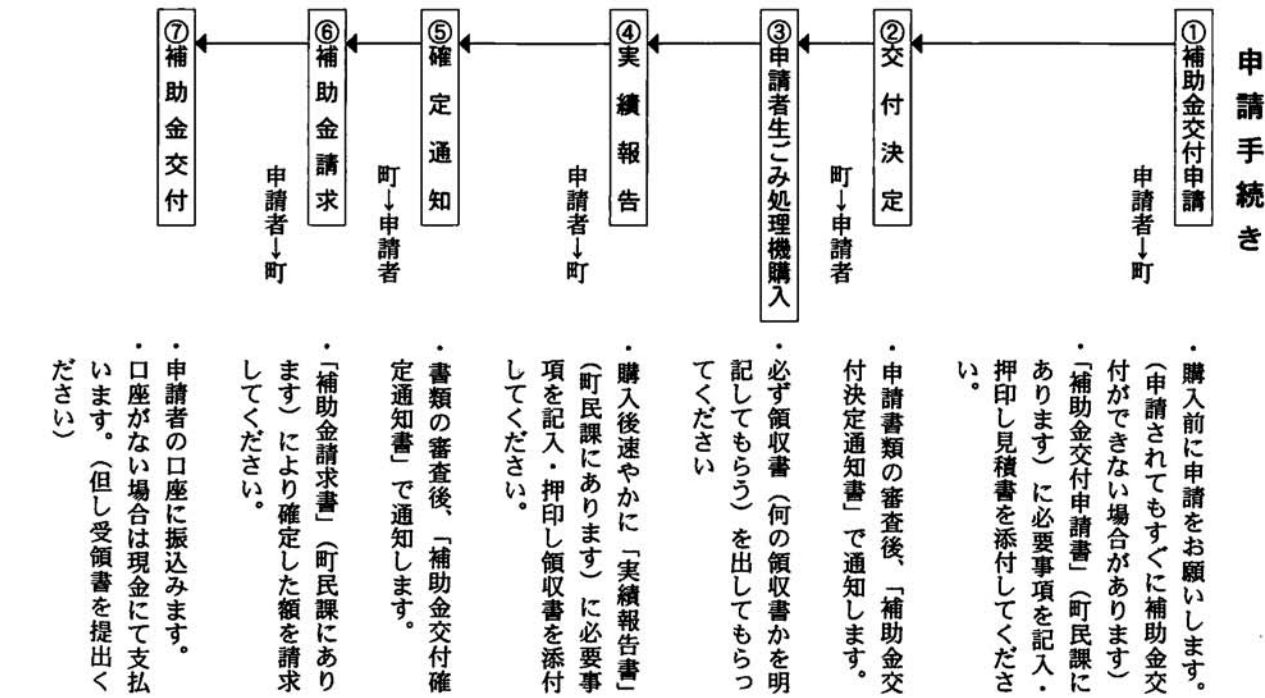 申請手続き
①補助金交付申請
申請者→町
・購入前に申請をお願いします。
(申請されてもすぐに補助金交
付ができない場合があります)
・「補助金交付申請書」(町民課に
あります)に必要事項を記入・
押印し見積書を添付してくださ
い。
②交付決定
町→申請者
・申請書類の審査後、「補助金交
付決定通知書」で通知します。
③申請者生ごみ処理機購入
・必ず領収書(何の領収書かを明
記してもらう)を出してもらっ
てください
④実績報告
申請者→町
・購入後速やかに「実績報告書」
(町民課にあります)に必要事
項を記入・押印し領収書を添付
してください。
⑤確定通知
町→申請者
・書類の審査後、「補助金交付確
定通知書」で通知します。
⑥補助金請求
申請者→町
・「補助金請求書」(町民課にあり
ます)により確定した額を請求
してください。
⑦補助金交付
・申請者の口座に振込みます。
・口座がない場合は現金にて支払
います。(但し受領書を提出く
ださい)